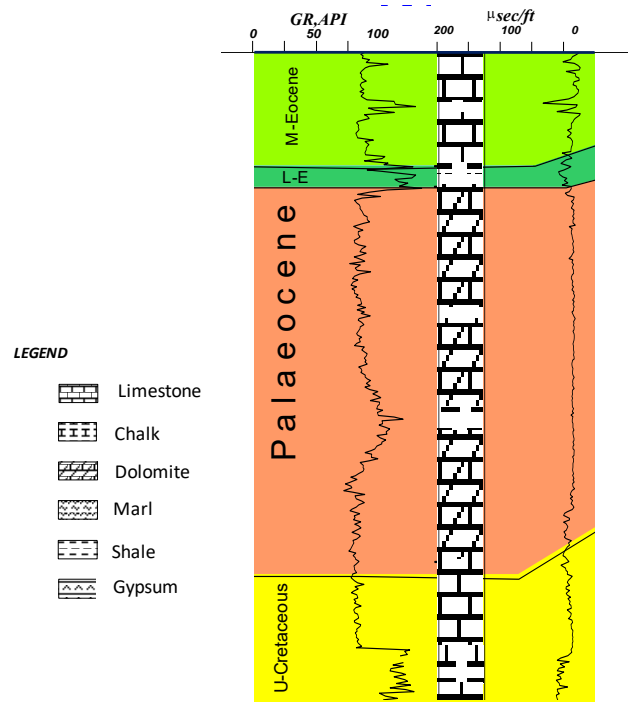 GR,API
μsec/ft
0 50 100 200 100 0
M-Eocene
L-E
Palaeocene
U-Cretaceous
LEGEND
Limestone
Chalk
Dolomite
Marl
Shale
Gypsum